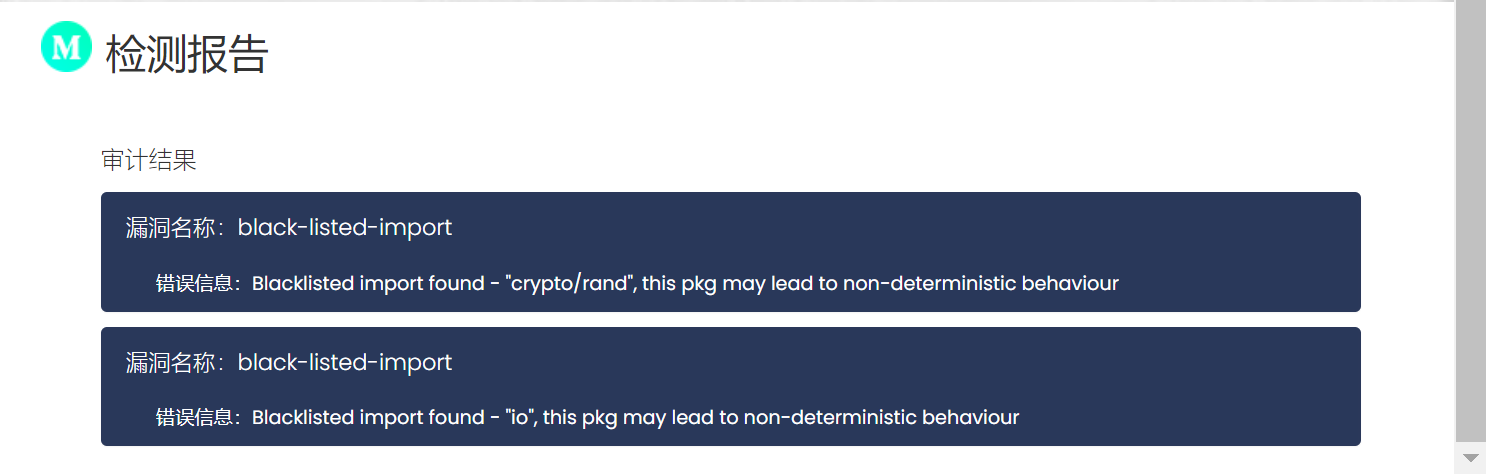 M 检测报告
审计结果
漏洞名称：black-listed-import
错误信息：Blacklisted import found - "crypto/rand", this pkg may lead to non-deterministic behaviour
漏洞名称：black-listed-import
错误信息：Blacklisted import found - "io", this pkg may lead to non-deterministic behaviour